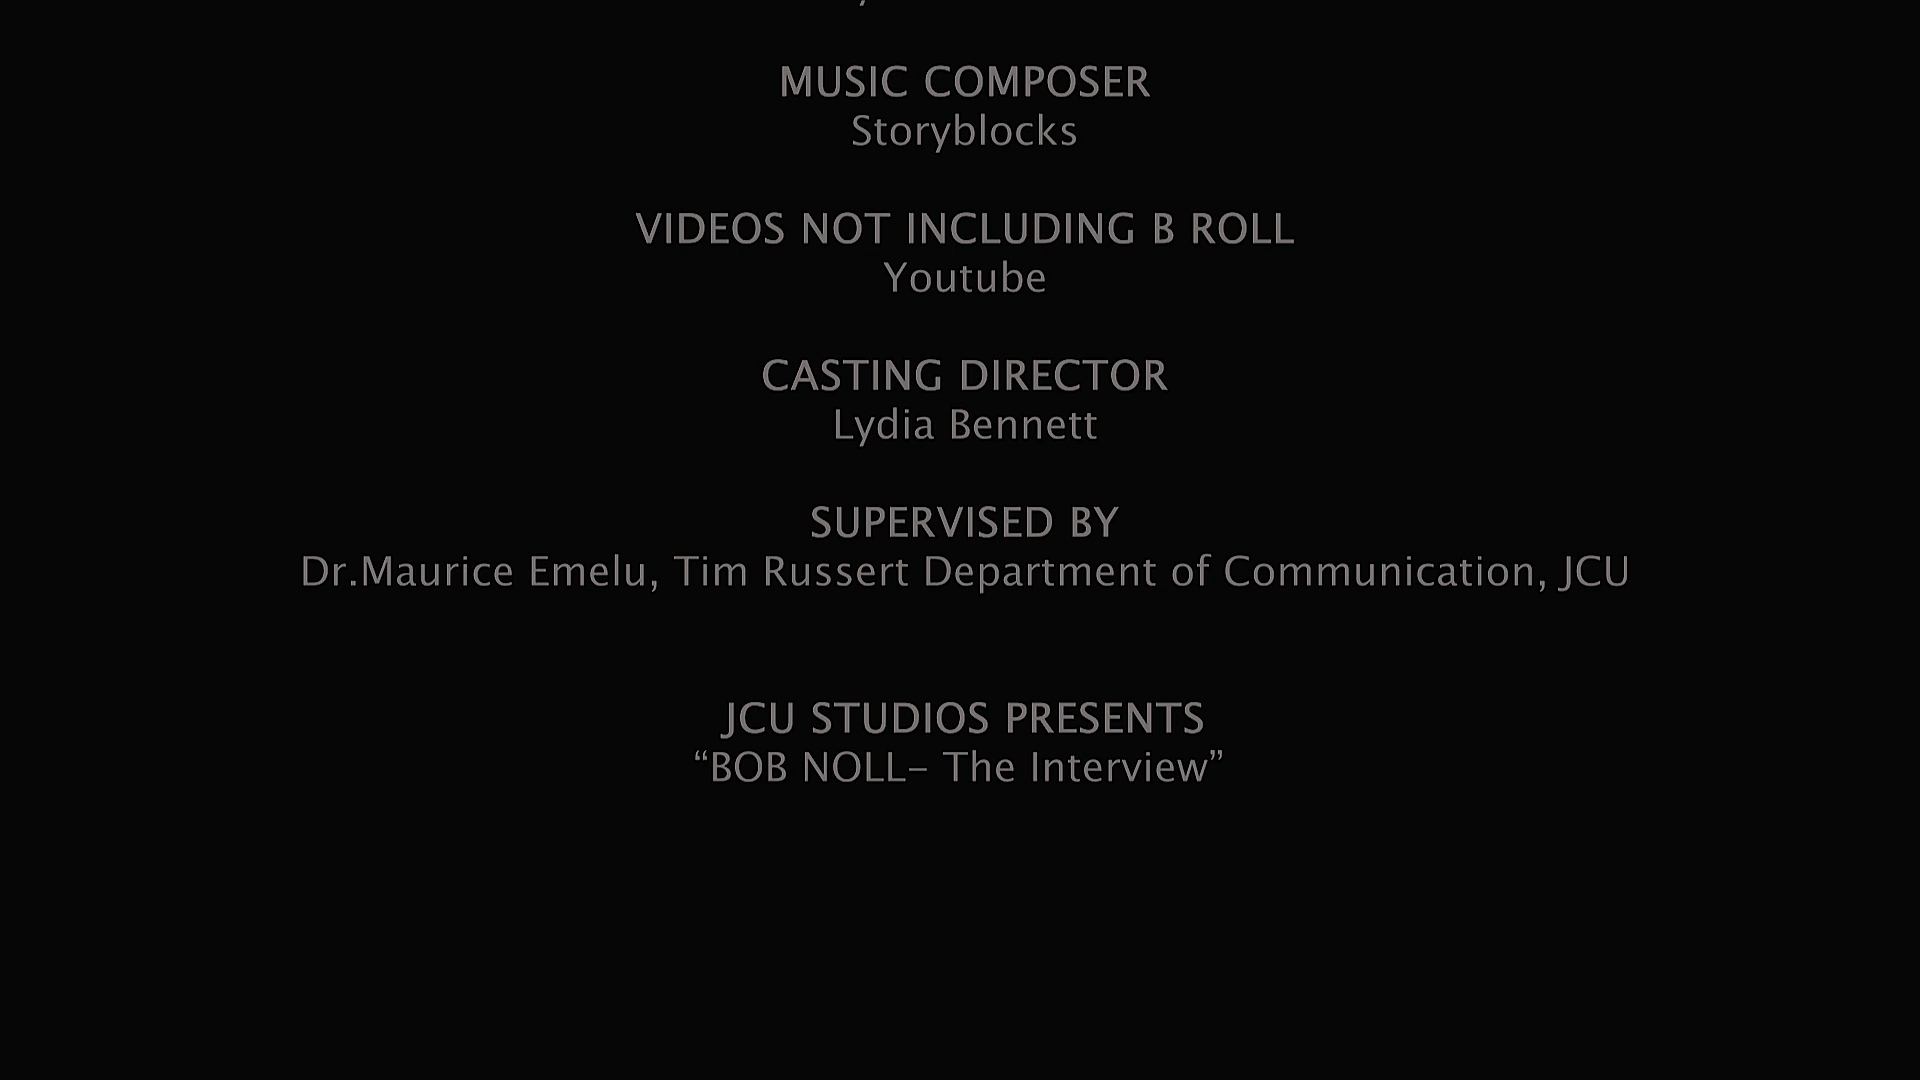 MUSIC COMPOSER
Storyblocks
VIDEOS NOT INCLUDING B ROLL
Youtube
CASTING DIRECTOR
Lydia Bennett
SUPERVISED BY
Dr.Maurice Emelu, Tim Russert Department of Communication, JCU
JCU STUDIOS PRESENTS
“BOB NOLL– The Interview”